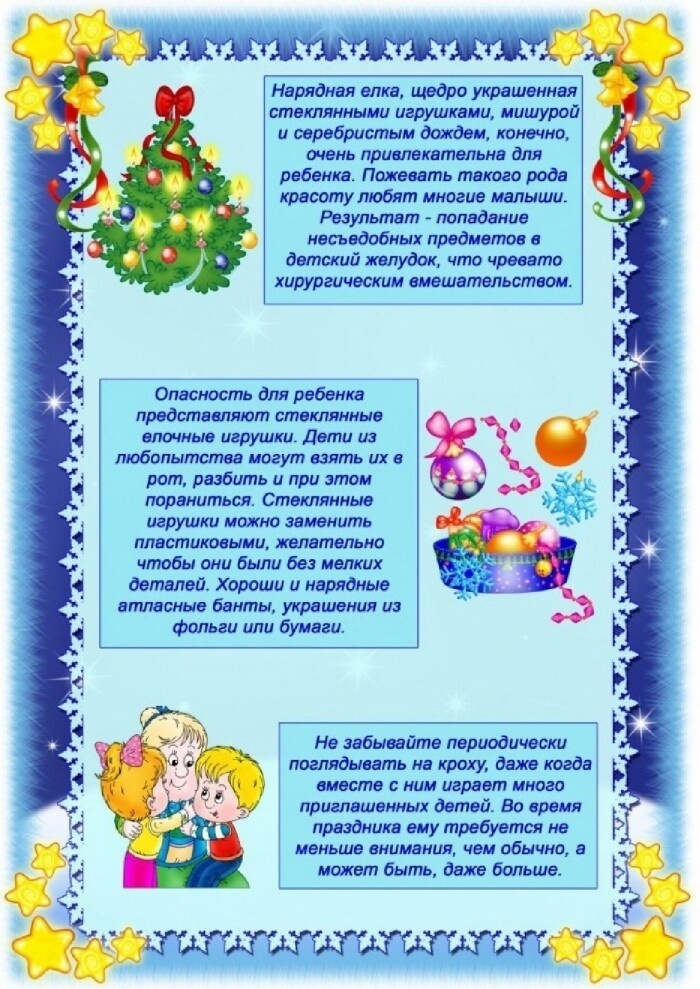 Нарядная елка, щедро украшенная
стеклянными игрушками, мишурой
и серебристым дождем, конечно,
очень привлекательна для
ребенка. Пожевать такого рода
красоту любят многие малыши.
Результат - попадание
несъедобных предметов в
детский желудок, что чревато
хирургическим вмешательством.
Опасность для ребенка
представляют стеклянные
елочные игрушки. Дети из
любопытства могут взять их в
рот, разбить и при этом
пораниться. Стеклянные
игрушки можно заменить
пластиковыми, желательно
чтобы они были без мелких
деталей. Хороши и нарядные
атласные банты, украшения из
фольги или бумаги.
Не забывайте периодически
поглядывать на кроху, даже когда
вместе с ним играет много
приглашенных детей. Во время
праздника ему требуется не
меньше внимания, чем обычно, а
может быть, даже больше.